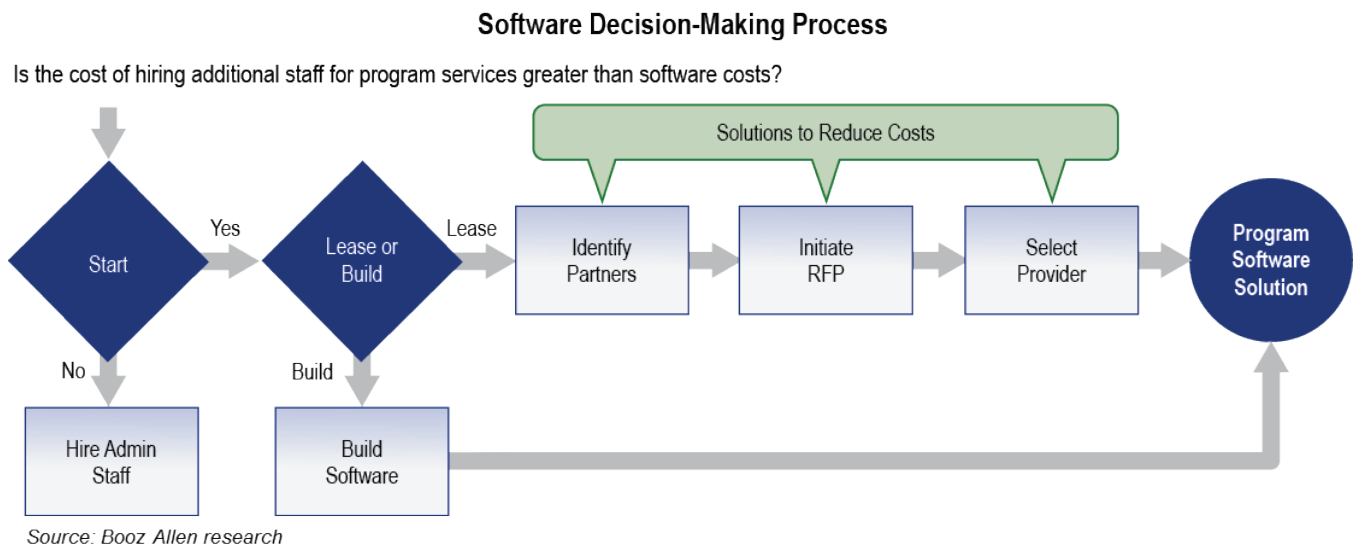 Software Decision-Making Process
Is the cost of hiring additional staff for program services greater than software costs?
Solutions to Reduce Costs
Start
Yes
Lease or
Build
Lease
Identify
Partners
Initiate
RFP
Select
Provider
Program
Software
Solution
No
Build
Hire Admin
Staff
Build
Software
Source: Booz Allen research